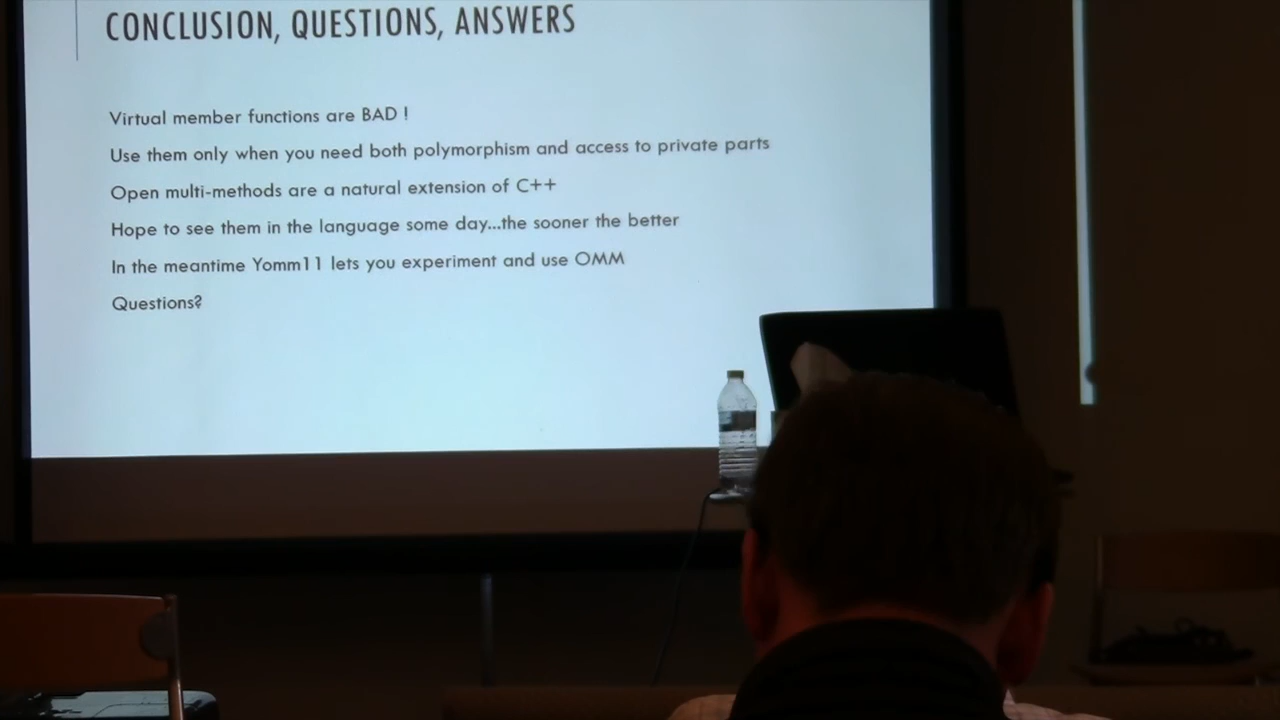 CONCLUSION, QUESTIONS, ANSWERS
Virtual member functions are BAD !
Use them only when you need both polymorphism and access to private parts
Open multi-methods are a natural extension of C++
Hope to see them in the language some day...the sooner the better
In the meantime Yomm11 lets you experiment and use OMM
Questions?